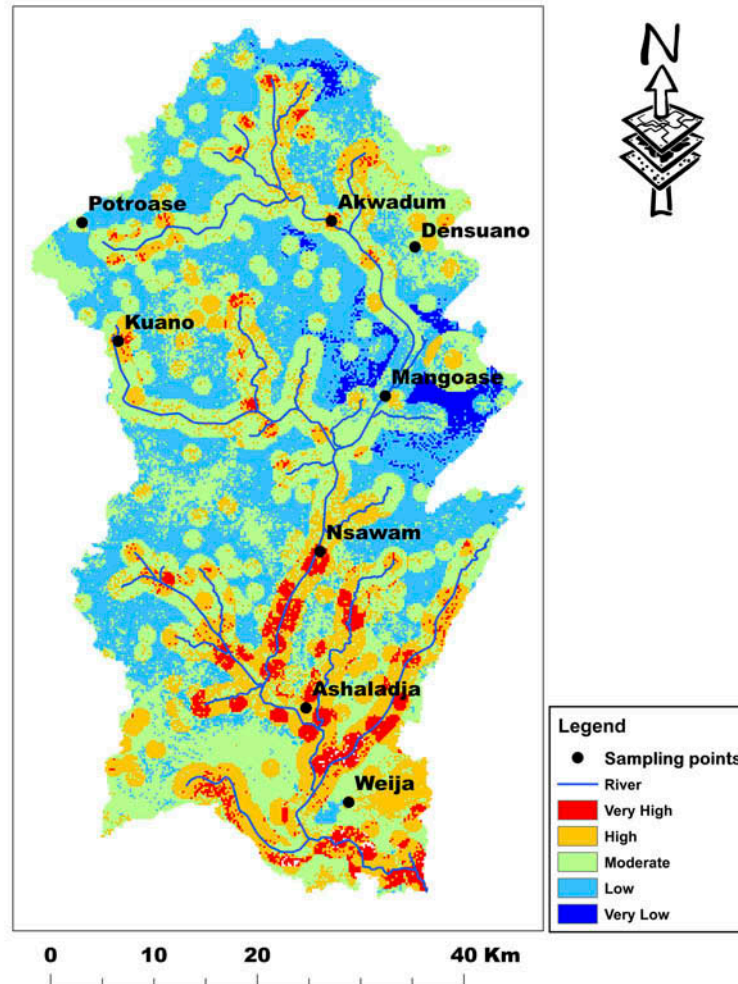 N
Potroase
Akwadum
Densuano
Kuano
Mangoase
Nsawam
Ashaladja
Weija
Legend
Sampling points
River
Very High
High
Moderate
Low
Very Low
0 10 20 40 Km